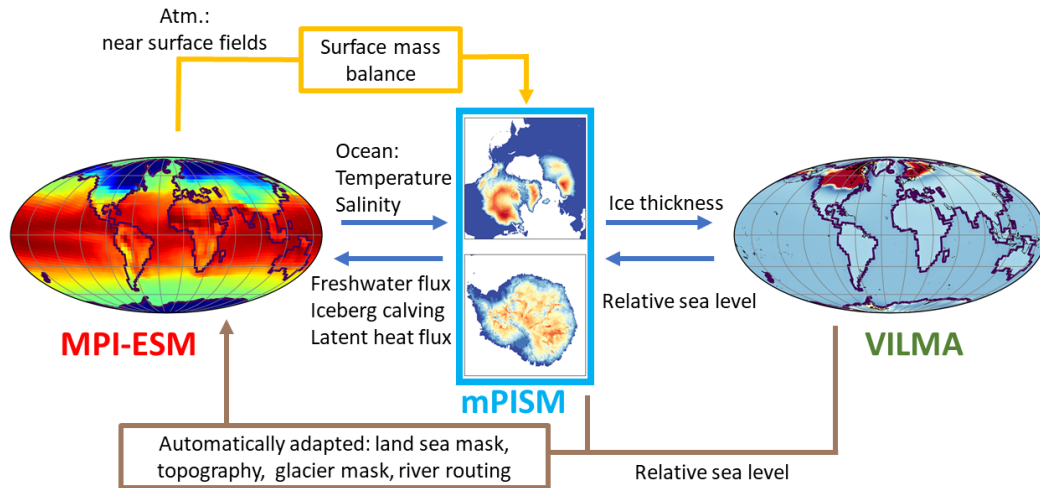 Atm.:
near surface fields
Surface mass
balance
Ocean:
Temperature
Salinity
Ice thickness
Freshwater flux
Iceberg calving
Latent heat flux
Relative sea level
MPI-ESM
mPISM
VILMA
Automatically adapted: land sea mask,
topography, glacier mask, river routing
Relative sea level